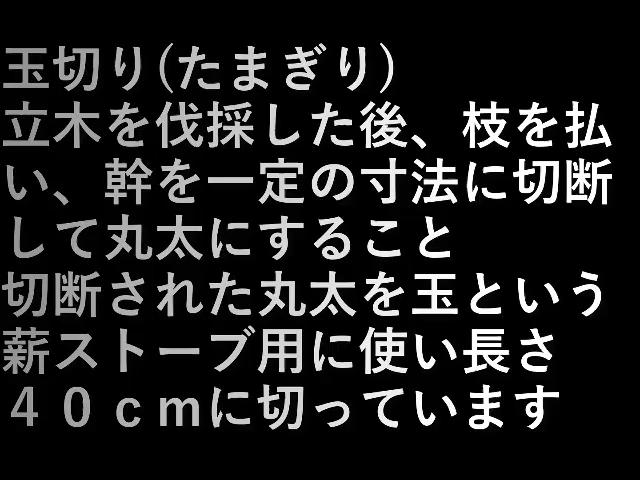 玉切り(たまぎり)
立木を伐採した後、枝を払
い、幹を一定の寸法に切断
して丸太にすること
切断された丸太を玉という
薪ストーブ用に使い長さ
４０ｃｍに切っています